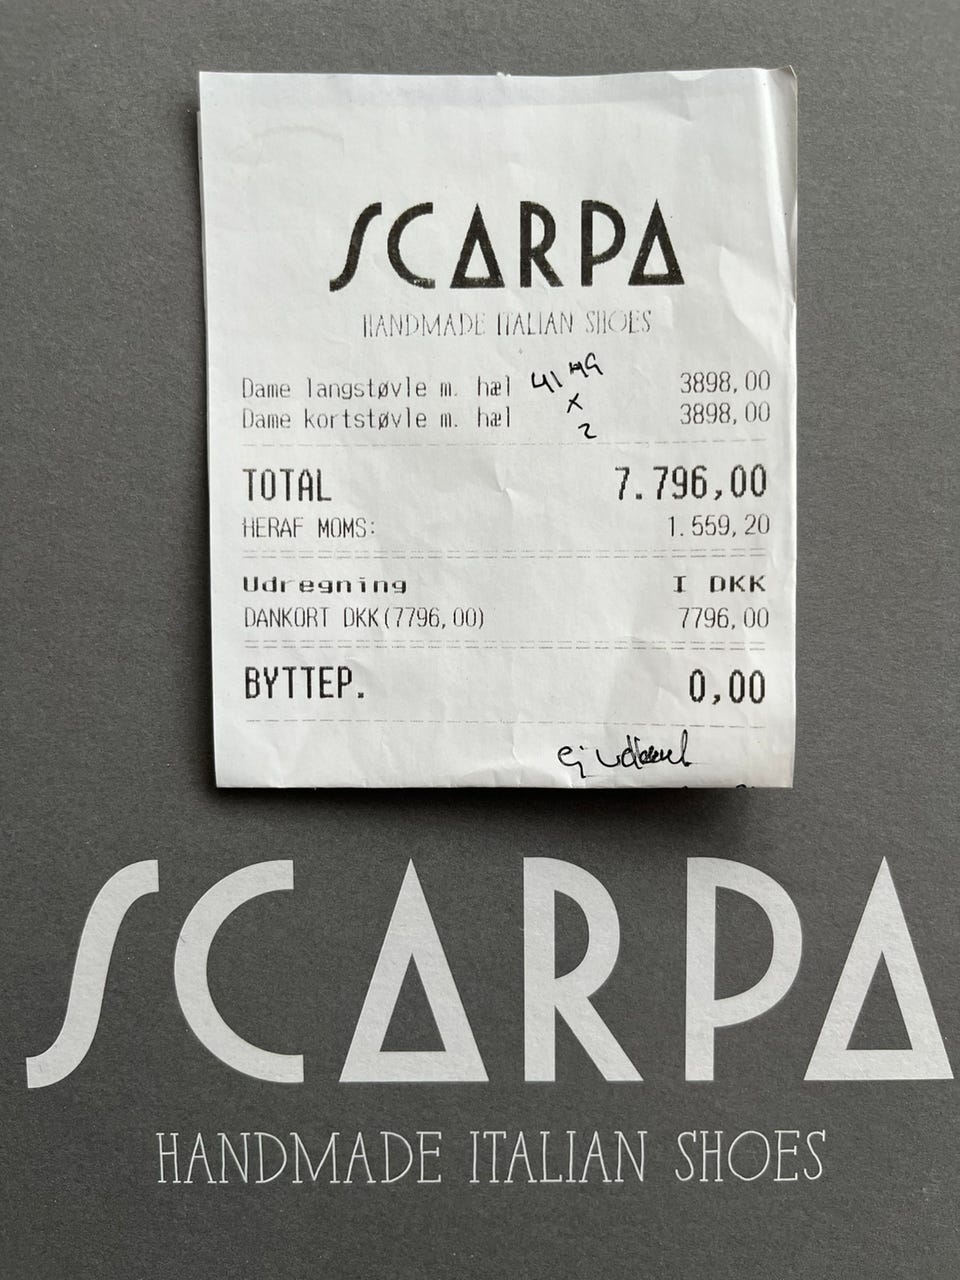 SCARPA
HANDMADE ITALIAN SHOES
Dame langstøvle m. hæl 3898,00
Dame kortstøvle m. hæl 3898,00
x
2
TOTAL 7.796,00
HERAF MOMS: 1.559,20
Udregning I DKK
DANKORT DKK(7796,00) 7796,00
BYTTEP. 0,00
ej
SCARPA
HANDMADE ITALIAN SHOES